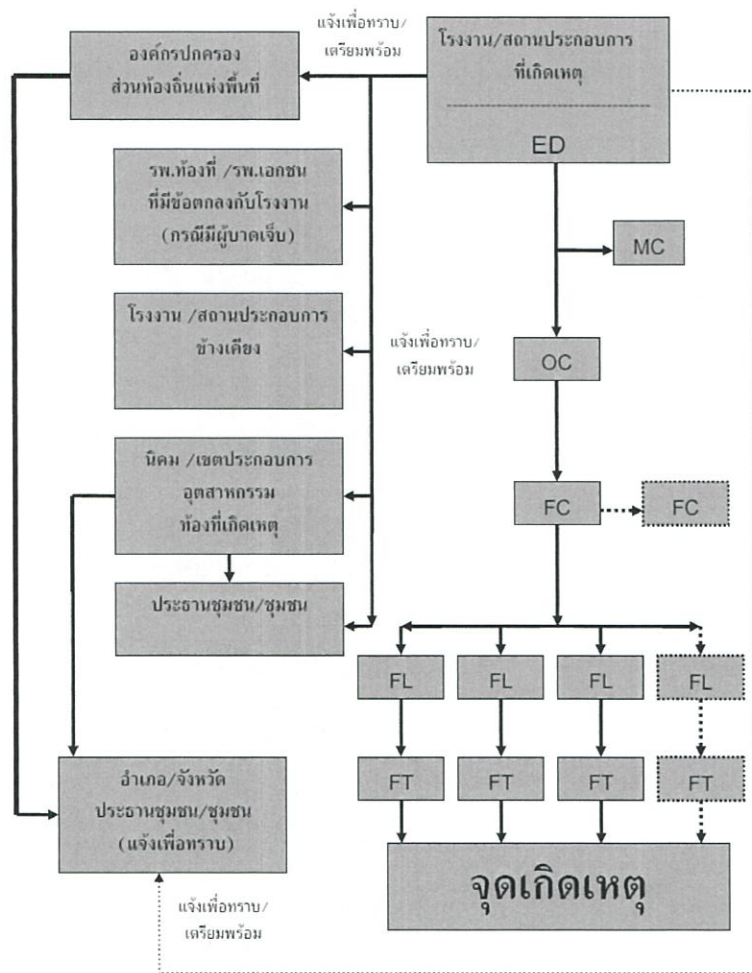 แจ้งเพื่อทราบ/
เตรียมพร้อม
องค์กรปกครอง
ส่วนท้องถิ่นแห่งพื้นที่
โรงงาน/สถานประกอบการ
ที่เกิดเหตุ
ED
รพ.ท้องที่ /รพ.เอกชน
ที่มีข้อตกลงกับโรงงาน
(กรณีมีผู้บาดเจ็บ)
MC
โรงงาน /สถานประกอบการ
ข้างเคียง
แจ้งเพื่อทราบ/
เตรียมพร้อม
OC
นิคม /เขตประกอบการ
อุตสาหกรรม
ท้องที่เกิดเหตุ
FC
FC
ประธานชุมชน/ชุมชน
FL
FL
FL
FL
FT
FT
FT
FT
อำเภอ/จังหวัด
ประธานชุมชน/ชุมชน
(แจ้งเพื่อทราบ)
จุดเกิดเหตุ
แจ้งเพื่อทราบ/
เตรียมพร้อม